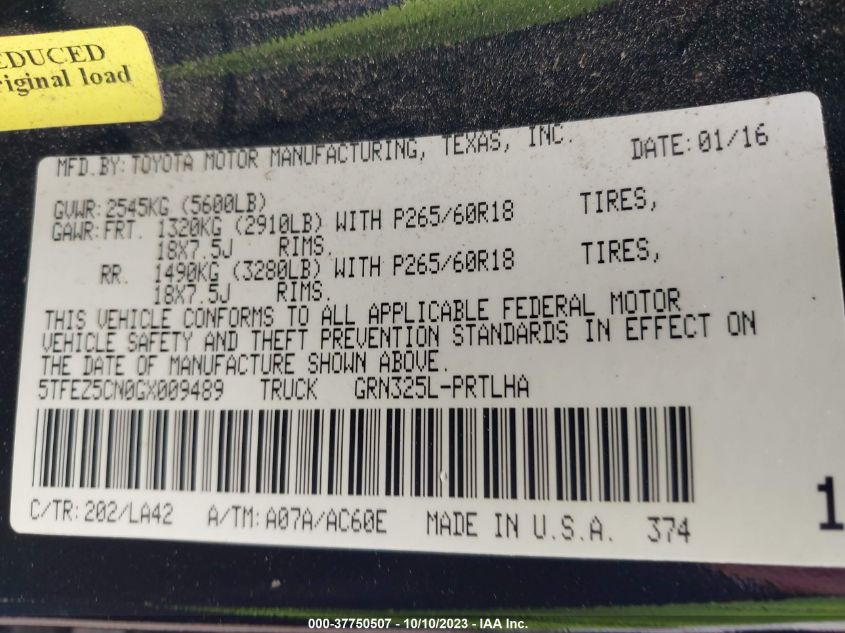 EDUCED
riginal load
MFD.BY: TOYOTA MOTOR MANUFACTURING, TEXAS, INC. DATE: 01/16
GVWR: 2545KG (5600LB)
GAWR: FRT. 1320KG (2910LB) WITH P265/60R18 TIRES,
18X7.5J RIMS.
RR. 1490KG (3280LB) WITH P265/60R18 TIRES,
18X7.5J RIMS.
THIS VEHICLE CONFORMS TO ALL APPLICABLE FEDERAL MOTOR
VEHICLE SAFETY AND THEFT PREVENTION STANDARDS IN EFFECT ON
THE DATE OF MANUFACTURE SHOWN ABOVE.
5TFEZ5CN0GX009489 TRUCK GRN325L-PRTLHA
C/TR: 202/LA42 A/TM: A07A/AC60E MADE IN U.S.A. 374
1
000-37750507 - 10/10/2023 - IAA Inc.